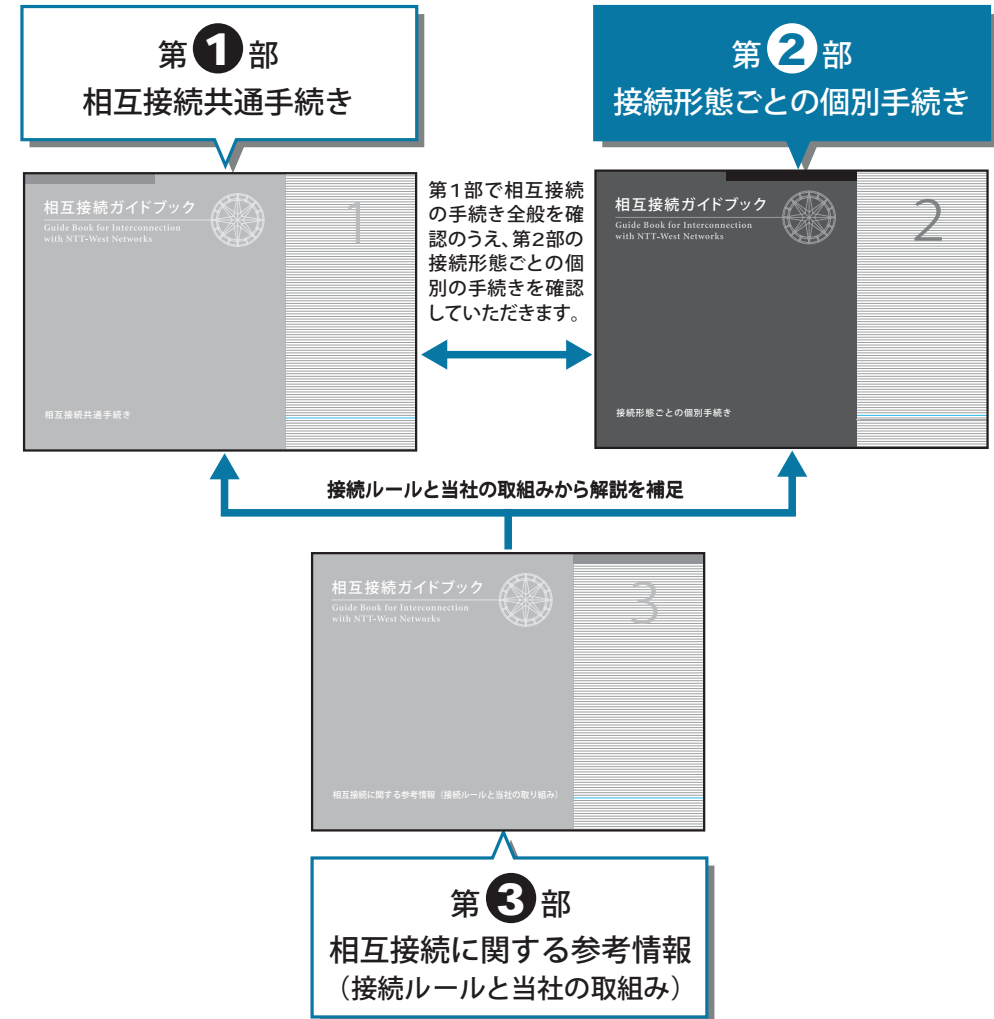 第1部
相互接続共通手続き
第2部
接続形態ごとの個別手続き
相互接続ガイドブック
Guide Book for Interconnection
with NTT-West Networks
1
相互接続共通手続き
第1部で相互接続
の手続き全般を確
認のうえ、第2部の
接続形態ごとの個
別の手続きを確認
していただきます。
相互接続ガイドブック
Guide Book for Interconnection
with NTT-West Networks
2
接続形態ごとの個別手続き
接続ルールと当社の取組みから解説を補足
相互接続ガイドブック
Guide Book for Interconnection
with NTT-West Networks
3
相互接続に関する参考情報（接続ルールと当社の取り組み）
第3部
相互接続に関する参考情報
（接続ルールと当社の取組み）